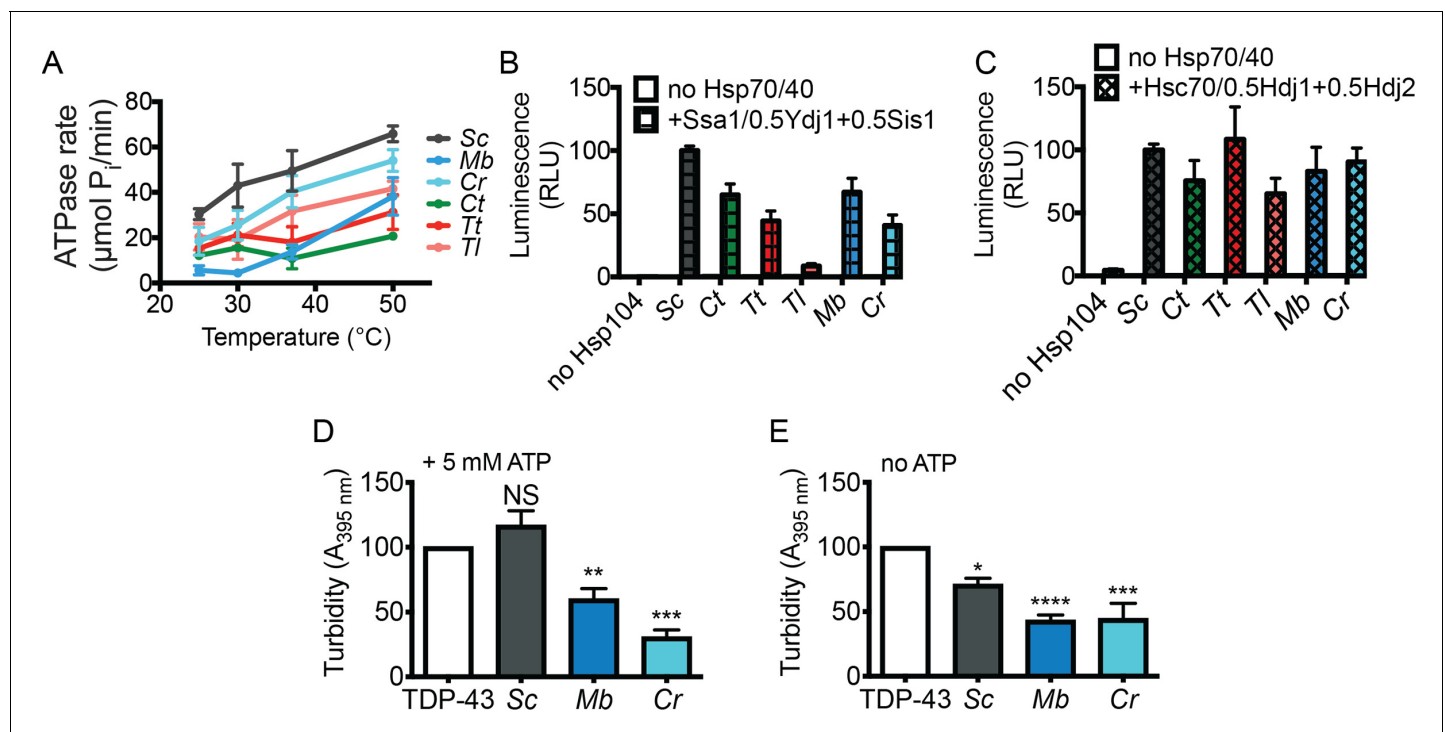 A
ATPase rate
(µmol Pi/min)
80
60
40
20
0
20
30
40
50
Temperature (°C)
Sc
Mb
Cr
Ct
Tt
Tl
B
no Hsp70/40
+Ssa1/0.5Ydj1+0.5Sis1
Luminescence
(RLU)
150
100
50
0
no Hsp104
Sc
Ct
Tt
Tl
Mb
Cr
C
no Hsp70/40
+Hsc70/0.5Hdj1+0.5Hdj2
Luminescence
(RLU)
150
100
50
0
no Hsp104
Sc
Ct
Tt
Tl
Mb
Cr
D
+ 5 mM ATP
Turbidity (A395 nm)
150
100
50
0
NS
**
***
TDP-43 Sc Mb Cr
E
no ATP
Turbidity (A395 nm)
150
100
50
0
*
****
***
TDP-43 Sc Mb Cr